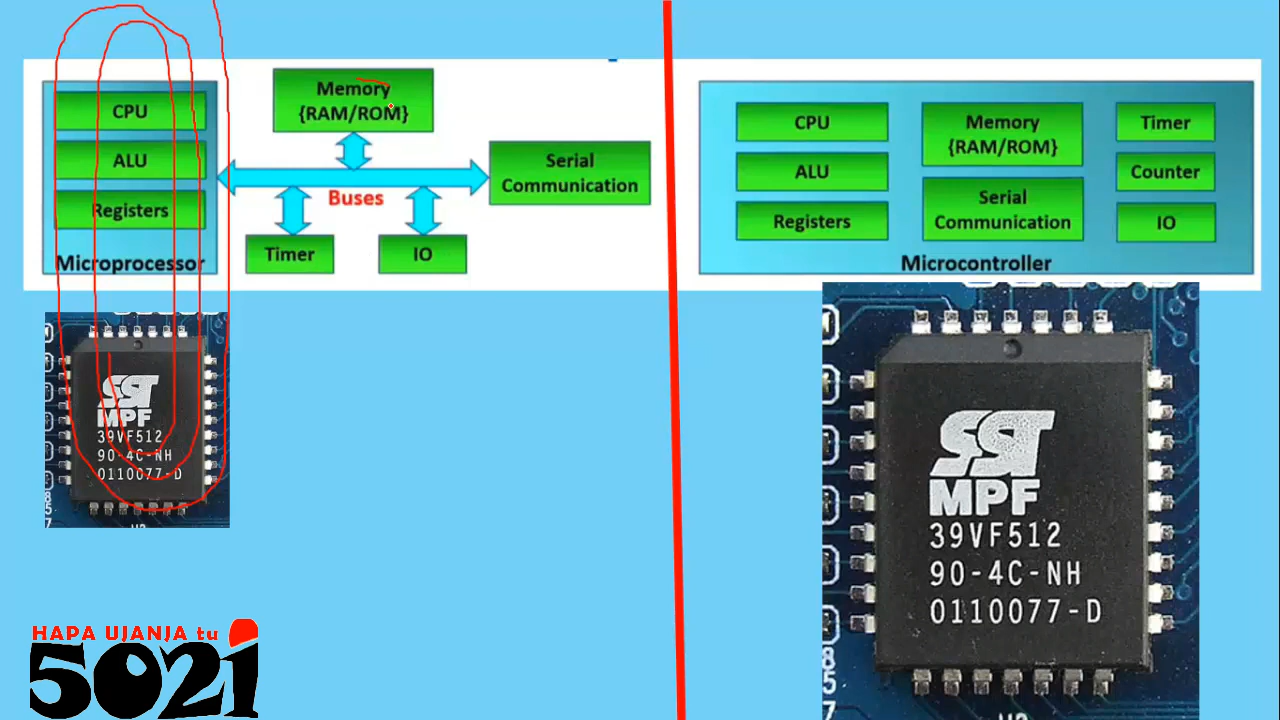 CPU
ALU
Registers
Microprocessor
Memory
{RAM/ROM}
Buses
Serial
Communication
Timer
IO
CPU
ALU
Registers
Memory
{RAM/ROM}
Serial
Communication
Timer
Counter
IO
Microcontroller
SST
MPF
39VF512
90-4C-NH
0110077-D
SST
MPF
39VF512
90-4C-NH
0110077-D
HAPA UJANJA tu
5021